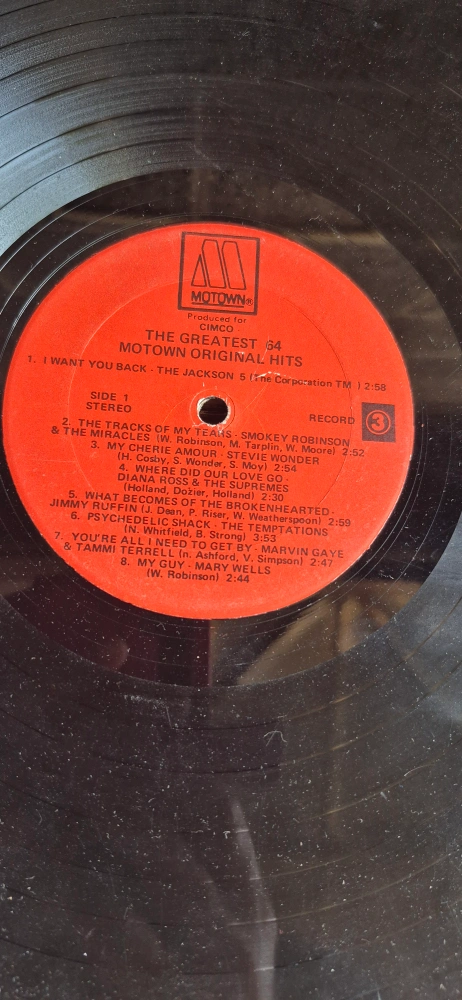 MOTOWN®
Produced for
CIMCO
THE GREATEST 64
MOTOWN ORIGINAL HITS
1. I WANT YOU BACK - THE JACKSON 5 (The Corporation TM ) 2:58
SIDE 1
STEREO
RECORD 3
2. THE TRACKS OF MY TEARS - SMOKEY ROBINSON
& THE MIRACLES (W. Robinson, M. Tarplin, W. Moore) 2:52
3. MY CHERIE AMOUR - STEVIE WONDER
(H. Cosby, S. Wonder, S. Moy) 2:54
4. WHERE DID OUR LOVE GO -
DIANA ROSS & THE SUPREMES
(Holland, Dozier, Holland) 2:30
5. WHAT BECOMES OF THE BROKENHEARTED-
JIMMY RUFFIN (J. Dean, P. Riser, W. Weatherspoon) 2:59
6. PSYCHEDELIC SHACK - THE TEMPTATIONS
(N. Whitfield, B. Strong) 3:53
7. YOU'RE ALL I NEED TO GET BY - MARVIN GAYE
& TAMMI TERRELL (n. Ashford, V. Simpson) 2:47
8. MY GUY - MARY WELLS
(W. Robinson) 2:44